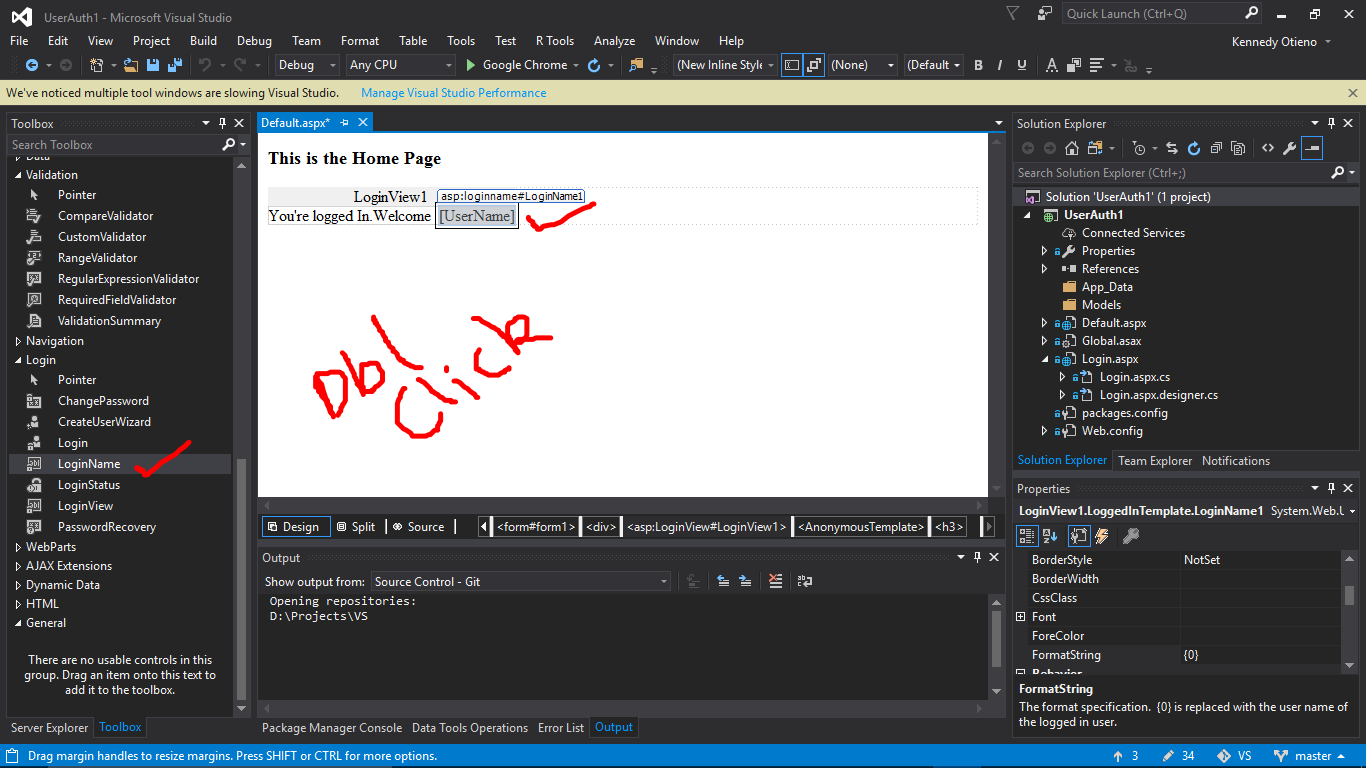 UserAuth1 - Microsoft Visual Studio
Quick Launch (Ctrl+Q)
File Edit View Project Build Debug Team Format Table Tools Test R Tools Analyze Window Help
Kennedy Otieno
Debug Any CPU Google Chrome (New Inline Style (None) (Default B I U A
We've noticed multiple tool windows are slowing Visual Studio. Manage Visual Studio Performance
Toolbox
Search Toolbox
Data
Validation
Pointer
CompareValidator
CustomValidator
RangeValidator
RegularExpressionValidator
RequiredFieldValidator
ValidationSummary
Navigation
Login
Pointer
ChangePassword
CreateUserWizard
Login
LoginName
LoginStatus
LoginView
PasswordRecovery
WebParts
AJAX Extensions
Dynamic Data
HTML
General
There are no usable controls in this
group. Drag an item onto this text to
add it to the toolbox.
Server Explorer Toolbox
Default.aspx*
This is the Home Page
LoginView1 asp:loginname#LoginName1
You're logged In.Welcome [UserName]
Dbl
Click
Design Split Source <form#form1> <div> <asp:LoginView#LoginView1> <AnonymousTemplate> <h3>
Output
Show output from: Source Control - Git
Opening repositories:
D:\Projects\VS
Package Manager Console Data Tools Operations Error List Output
Solution Explorer
Search Solution Explorer (Ctrl+;)
Solution 'UserAuth1' (1 project)
UserAuth1
Connected Services
Properties
References
App_Data
Models
Default.aspx
Global.asax
Login.aspx
Login.aspx.cs
Login.aspx.designer.cs
packages.config
Web.config
Solution Explorer Team Explorer Notifications
Properties
LoginView1.LoggedInTemplate.LoginName1 System.Web.U
BorderStyle NotSet
BorderWidth
CssClass
Font
ForeColor
FormatString {0}
Behavior
FormatString
The format specification. {0} is replaced with the user name of
the logged in user.
Drag margin handles to resize margins. Press SHIFT or CTRL for more options. 3 34 VS master